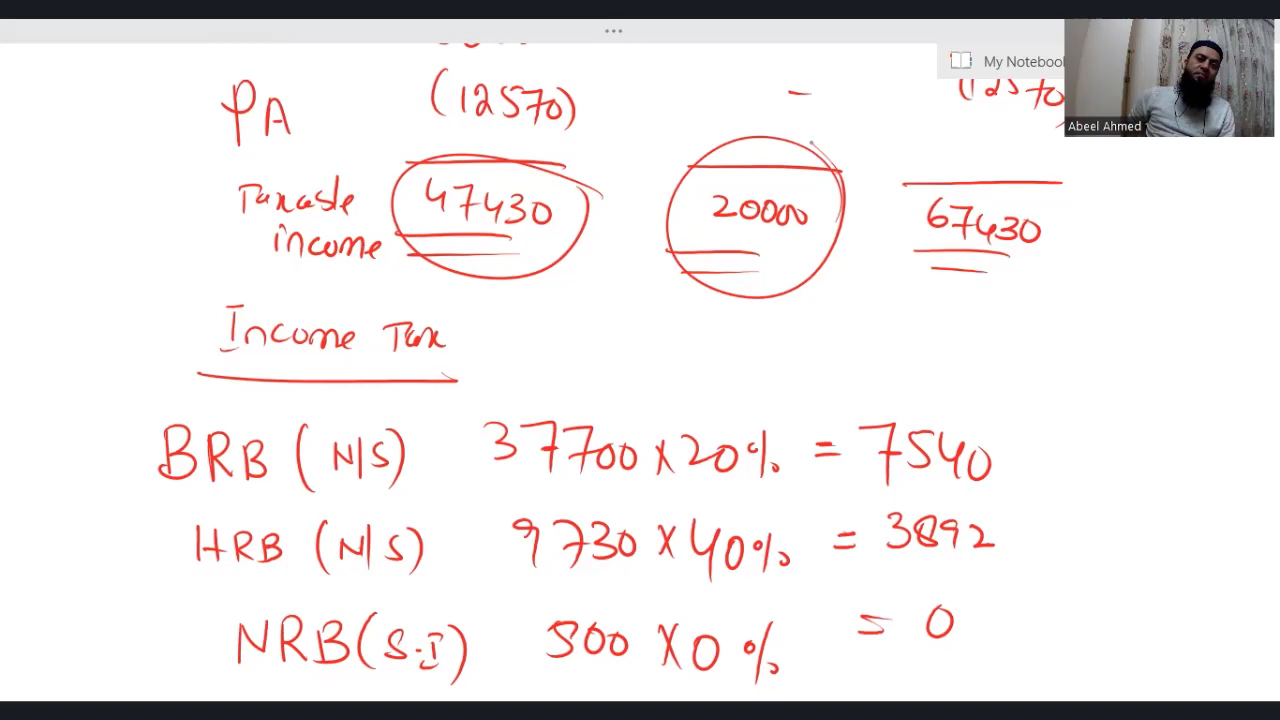 My Notebook
Abeel Ahmed
PA (12570) - (12570
Taxable income 47430 20000 67430
Income Tax
BRB (N/S) 37700 x 20% = 7540
HRB (N/S) 9730 x 40% = 3892
NRB (S.I) 500 x 0% = 0